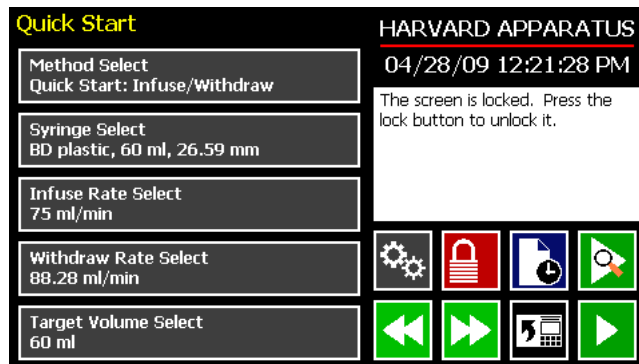 Quick Start
Method Select
Quick Start: Infuse/Withdraw
Syringe Select
BD plastic, 60 ml, 26.59 mm
Infuse Rate Select
75 ml/min
Withdraw Rate Select
88.28 ml/min
Target Volume Select
60 ml
HARVARD APPARATUS
04/28/09 12:21:28 PM
The screen is locked.  Press the
lock button to unlock it.